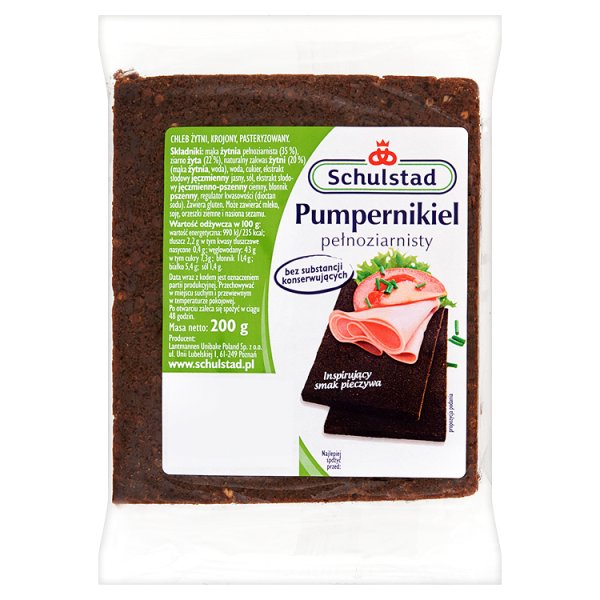 CHLEB ŻYTNI, KROJONY, PASTERYZOWANY.
Składniki: mąka żytnia pełnoziarnista (35 %),
ziarno żyta (22 %), naturalny zakwas żytni (20 %)
(mąka żytnia, woda), woda, cukier, ekstrakt
słodowy jęczmienny jasny, sól, ekstrakt słodo-
wy jęczmienno-pszenny ciemny, błonnik
pszenny, regulator kwasowości (dioctan
sodu). Zawiera gluten. Może zawierać mleko,
soję, orzeszki ziemne i nasiona sezamu.
Wartość odżywcza w 100 g:
wartość energetyczna: 990 kJ/ 235 kcal;
tłuszcz 2,2 g w tym kwasy tłuszczowe
nasycone 0,4 g; węglowodany: 43 g
w tym cukry 7,3g; błonnik 11,4 g;
białko 5,4 g; sól 1,4 g.
Data wraz z kodem jest oznaczeniem
partii produkcyjnej. Przechowywać
w miejscu suchym i przewiewnym
w temperaturze pokojowej.
Po otwarciu zaleca się spożyć w ciągu
48 godzin.
Masa netto: 200 g
Producent:
Lantmannen Unibake Poland Sp. z o.o.
ul. Unii Lubelskiej 1, 61-249 Poznań
www.schulstad.pl
Schulstad
Pumpernikiel
pełnoziarnisty
bez substancji
konserwujących
Inspirujący
smak pieczywa
propozycja podania
Najlepiej
spożyć
przed: